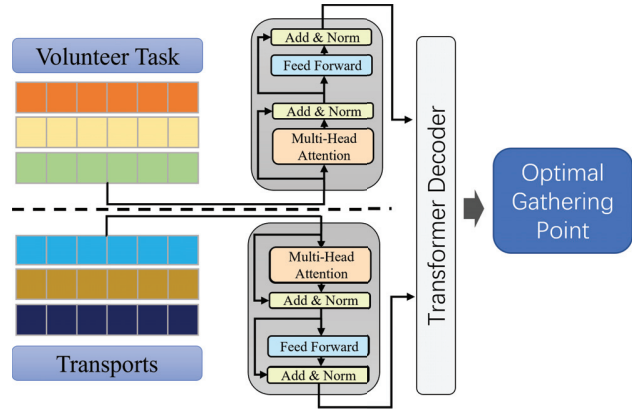 Volunteer Task
Add & Norm
Feed Forward
Add & Norm
Multi-Head
Attention
Multi-Head
Attention
Add & Norm
Feed Forward
Add & Norm
Transports
Transformer Decoder
Optimal
Gathering
Point